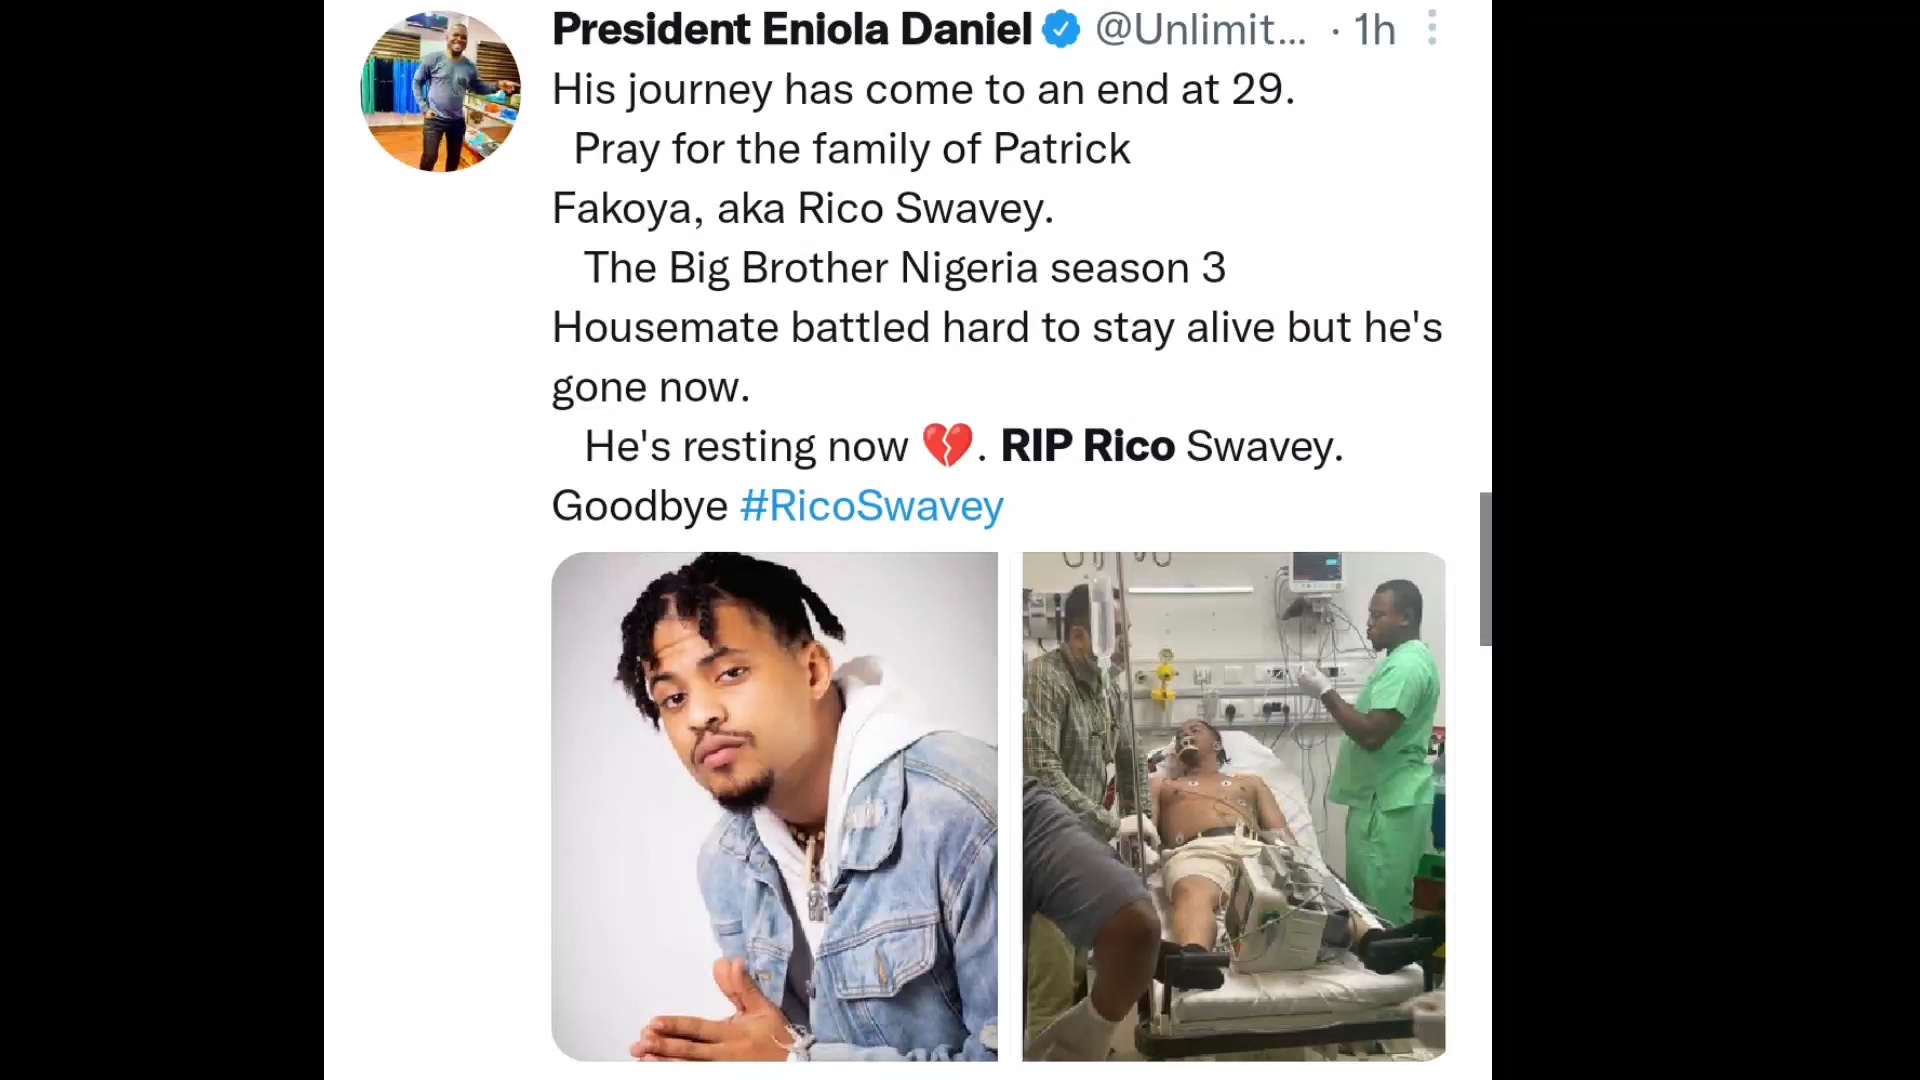 President Eniola Daniel @Unlimit... · 1h
His journey has come to an end at 29.
Pray for the family of Patrick
Fakoya, aka Rico Swavey.
The Big Brother Nigeria season 3
Housemate battled hard to stay alive but he's
gone now.
He's resting now 💔. RIP Rico Swavey.
Goodbye #RicoSwavey